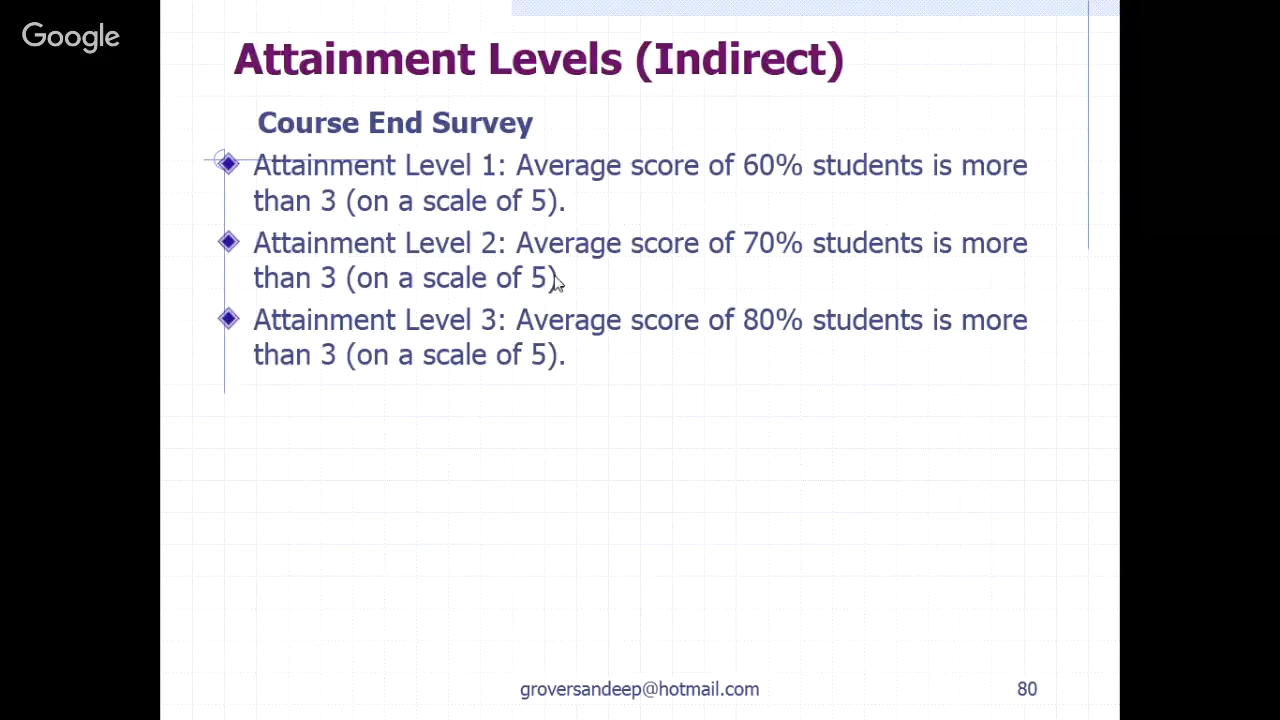 Google
Attainment Levels (Indirect)
Course End Survey
Attainment Level 1: Average score of 60% students is more
than 3 (on a scale of 5).
Attainment Level 2: Average score of 70% students is more
than 3 (on a scale of 5)
Attainment Level 3: Average score of 80% students is more
than 3 (on a scale of 5).
groversandeep@hotmail.com
80